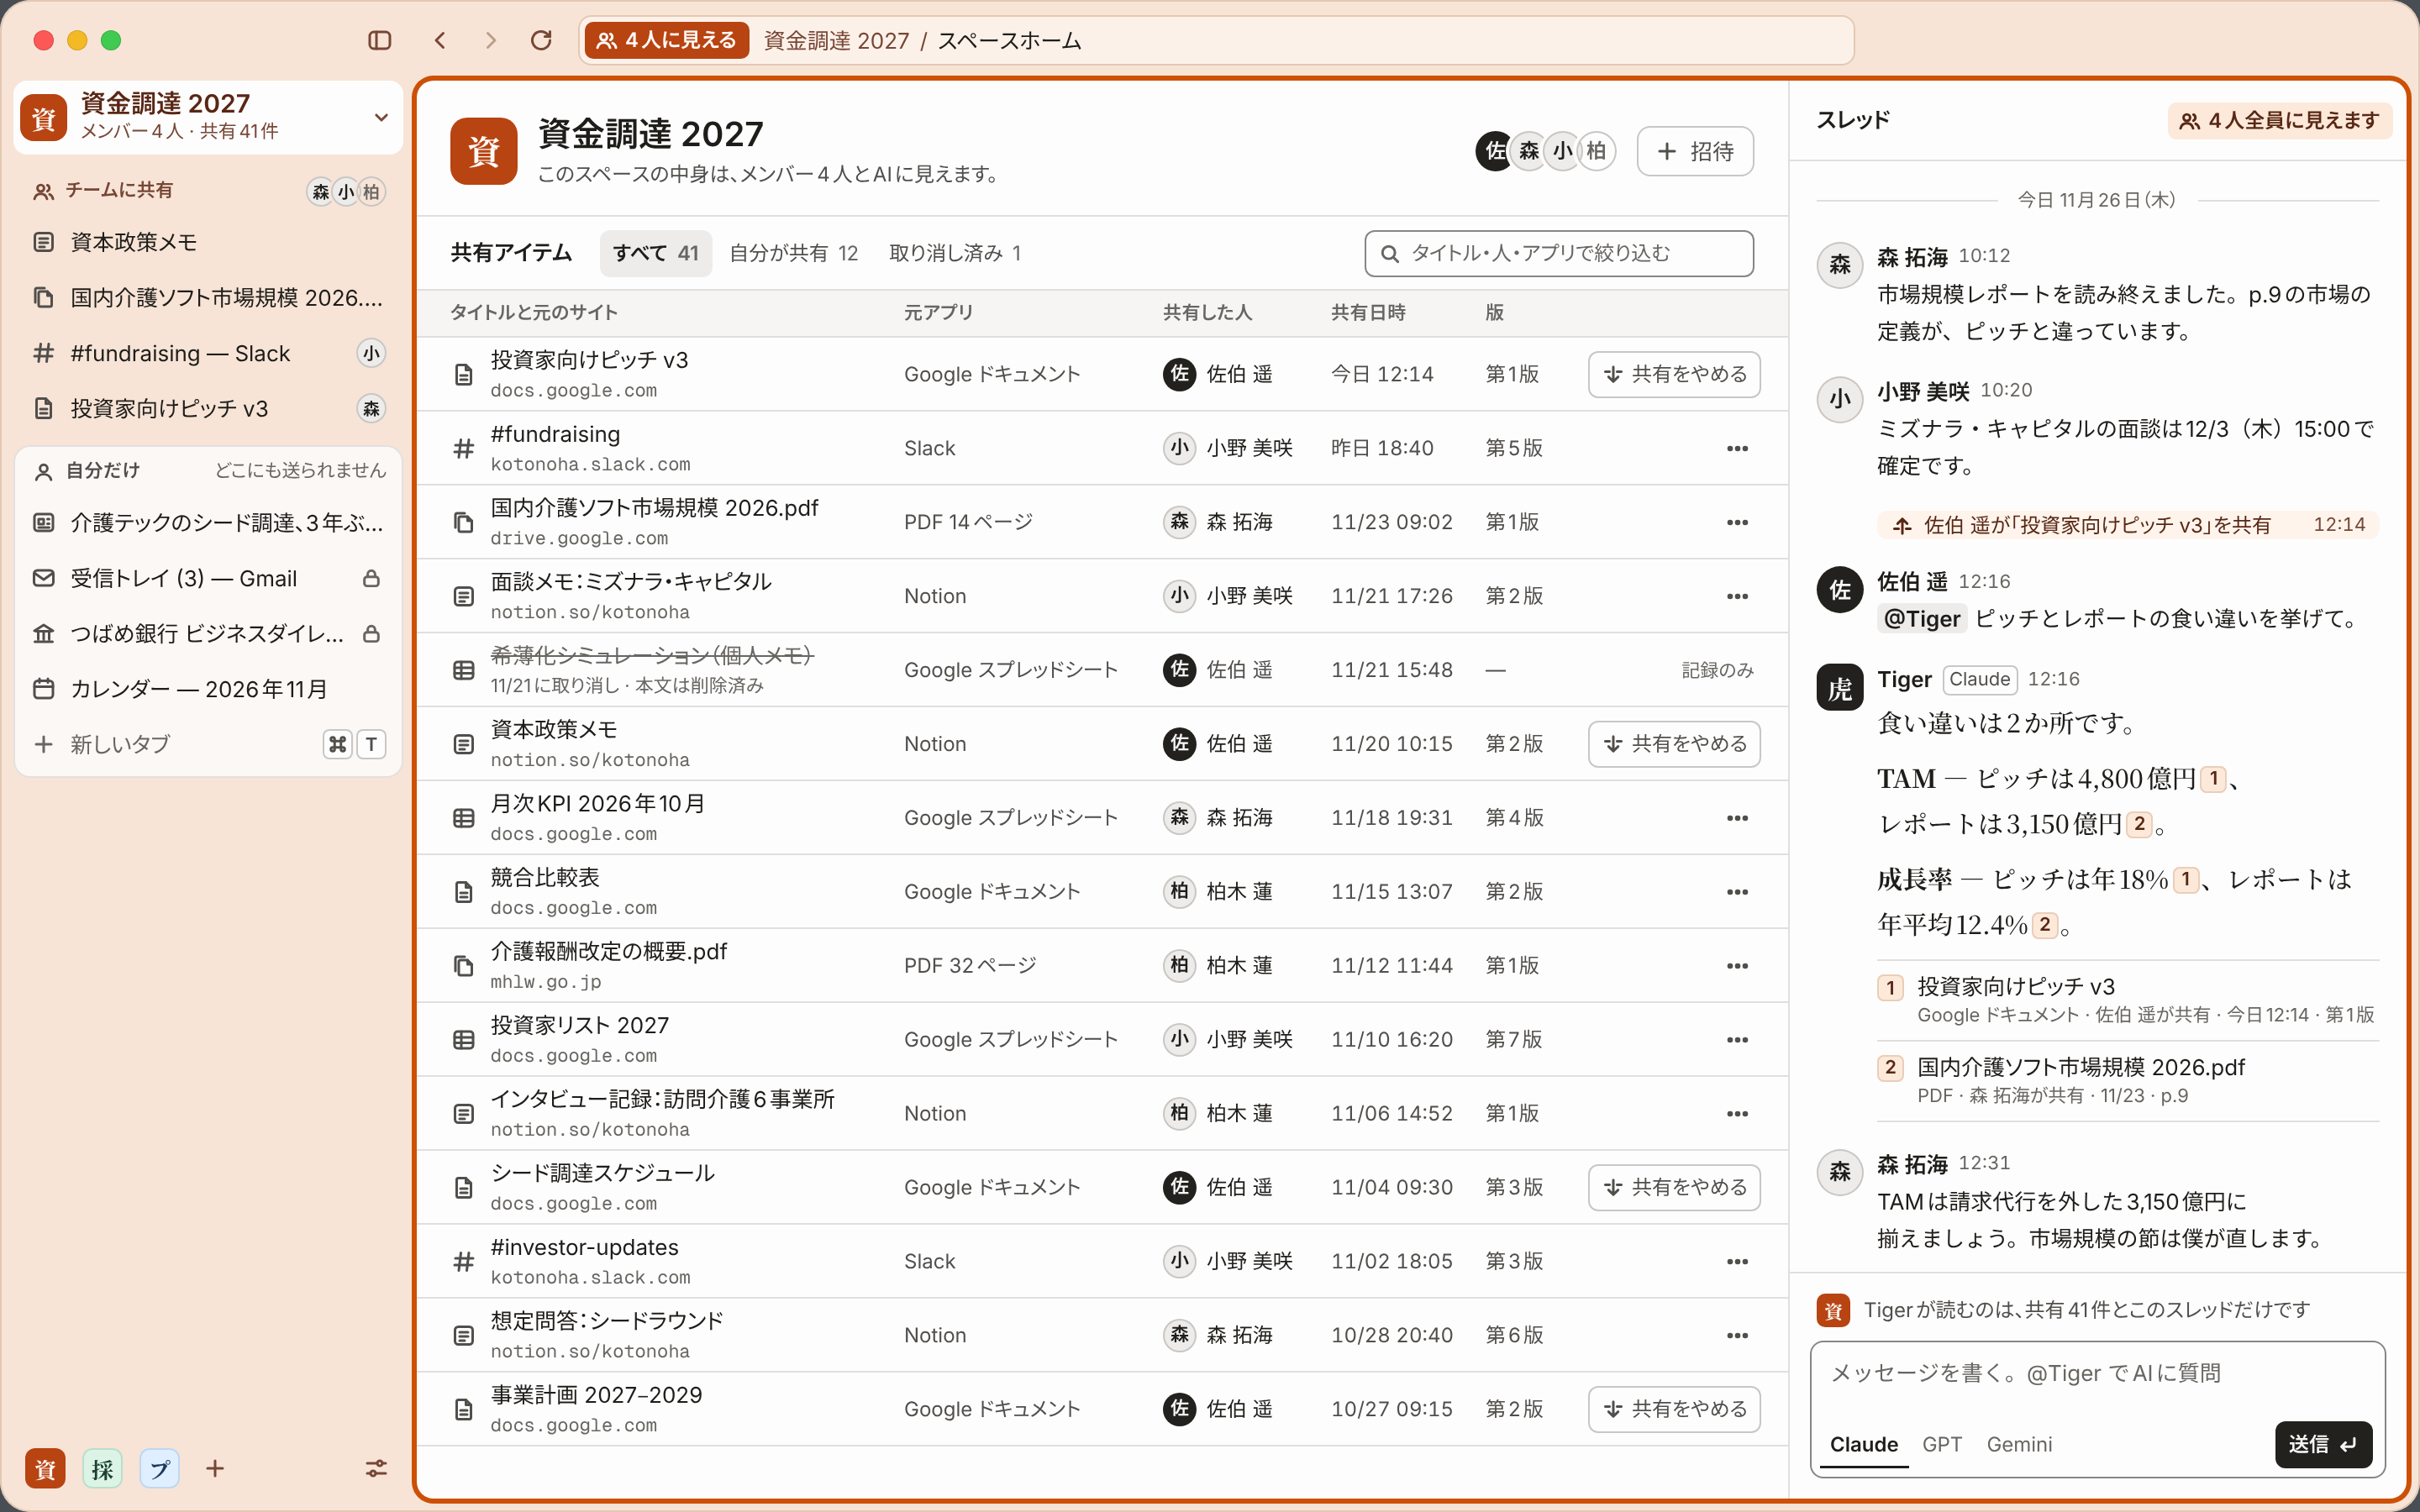 4人に見える 資金調達 2027 / スペースホーム
資 資金調達 2027
メンバー4人 · 共有41件
チームに共有 森 小 柏
資本政策メモ
国内介護ソフト市場規模 2026....
#fundraising — Slack 小
投資家向けピッチ v3 森
自分だけ どこにも送られません
介護テックのシード調達、3年ぶ...
受信トレイ (3) — Gmail
つばめ銀行 ビジネスダイレ...
カレンダー — 2026年11月
新しいタブ ⌘ T
資 採 プ
資 資金調達 2027
このスペースの中身は、メンバー4人とAIに見えます。
佐 森 小 柏 招待
共有アイテム すべて 41 自分が共有 12 取り消し済み 1 タイトル・人・アプリで絞り込む
タイトルと元のサイト 元アプリ 共有した人 共有日時 版
投資家向けピッチ v3
docs.google.com
Google ドキュメント 佐 佐伯 遥 今日 12:14 第1版 共有をやめる
#fundraising
kotonoha.slack.com
Slack 小 小野 美咲 昨日 18:40 第5版
国内介護ソフト市場規模 2026.pdf
drive.google.com
PDF 14ページ 森 森 拓海 11/23 09:02 第1版
面談メモ：ミズナラ・キャピタル
notion.so/kotonoha
Notion 小 小野 美咲 11/21 17:26 第2版
希薄化シミュレーション（個人メモ）
11/21に取り消し · 本文は削除済み
Google スプレッドシート 佐 佐伯 遥 11/21 15:48 — 記録のみ
資本政策メモ
notion.so/kotonoha
Notion 佐 佐伯 遥 11/20 10:15 第2版 共有をやめる
月次KPI 2026年10月
docs.google.com
Google スプレッドシート 森 森 拓海 11/18 19:31 第4版
競合比較表
docs.google.com
Google ドキュメント 柏 柏木 蓮 11/15 13:07 第2版
介護報酬改定の概要.pdf
mhlw.go.jp
PDF 32ページ 柏 柏木 蓮 11/12 11:44 第1版
投資家リスト 2027
docs.google.com
Google スプレッドシート 小 小野 美咲 11/10 16:20 第7版
インタビュー記録：訪問介護6事業所
notion.so/kotonoha
Notion 柏 柏木 蓮 11/06 14:52 第1版
シード調達スケジュール
docs.google.com
Google ドキュメント 佐 佐伯 遥 11/04 09:30 第3版 共有をやめる
#investor-updates
kotonoha.slack.com
Slack 小 小野 美咲 11/02 18:05 第3版
想定問答：シードラウンド
notion.so/kotonoha
Notion 森 森 拓海 10/28 20:40 第6版
事業計画 2027–2029
docs.google.com
Google ドキュメント 佐 佐伯 遥 10/27 09:15 第2版 共有をやめる
スレッド 4人全員に見えます
今日 11月26日（木）
森 森 拓海 10:12
市場規模レポートを読み終えました。p.9の市場の
定義が、ピッチと違っています。
小 小野 美咲 10:20
ミズナラ・キャピタルの面談は12/3（木）15:00で
確定です。
佐伯 遥が「投資家向けピッチ v3」を共有 12:14
佐 佐伯 遥 12:16
@Tiger ピッチとレポートの食い違いを挙げて。
虎 Tiger Claude 12:16
食い違いは2か所です。
TAM — ピッチは4,800億円 1、
レポートは3,150億円 2。
成長率 — ピッチは年18% 1、レポートは
年平均12.4% 2。
1 投資家向けピッチ v3
Google ドキュメント · 佐伯 遥が共有 · 今日12:14 · 第1版
2 国内介護ソフト市場規模 2026.pdf
PDF · 森 拓海が共有 · 11/23 · p.9
森 森 拓海 12:31
TAMは請求代行を外した3,150億円に
揃えましょう。市場規模の節は僕が直します。
資 Tigerが読むのは、共有41件とこのスレッドだけです
メッセージを書く。@Tiger でAIに質問
Claude GPT Gemini 送信